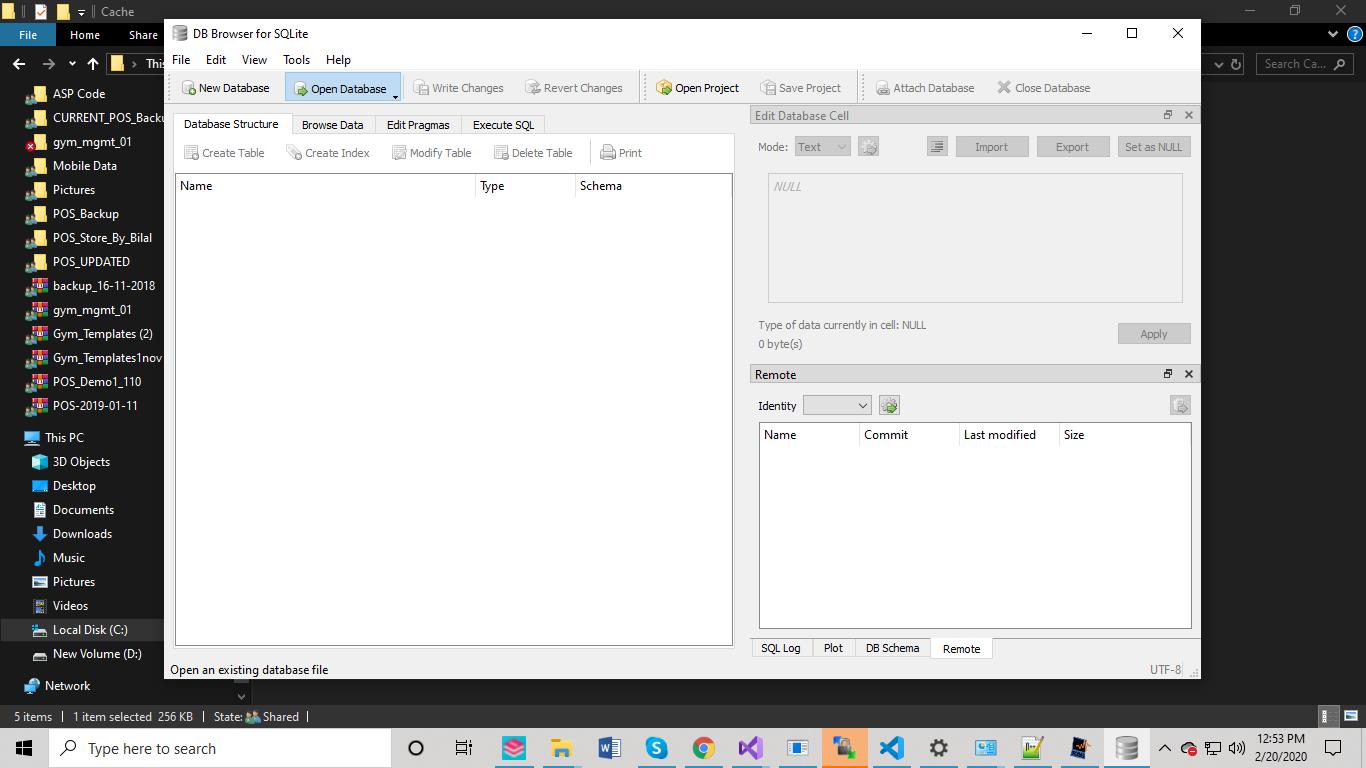 Cache
File Home Share
This
Search Ca...
ASP Code
CURRENT_POS_Backu
gym_mgmt_01
Mobile Data
Pictures
POS_Backup
POS_Store_By_Bilal
POS_UPDATED
backup_16-11-2018
gym_mgmt_01
Gym_Templates (2)
Gym_Templates1nov
POS_Demo1_110
POS-2019-01-11
This PC
3D Objects
Desktop
Documents
Downloads
Music
Pictures
Videos
Local Disk (C:)
New Volume (D:)
Network
5 items 1 item selected 256 KB State: Shared
DB Browser for SQLite
File Edit View Tools Help
New Database Open Database Write Changes Revert Changes Open Project Save Project Attach Database Close Database
Database Structure Browse Data Edit Pragmas Execute SQL
Create Table Create Index Modify Table Delete Table Print
Name Type Schema
Edit Database Cell
Mode: Text Import Export Set as NULL
NULL
Type of data currently in cell: NULL
0 byte(s)
Apply
Remote
Identity
Name Commit Last modified Size
SQL Log Plot DB Schema Remote
Open an existing database file
UTF-8
Type here to search
12:53 PM
2/20/2020